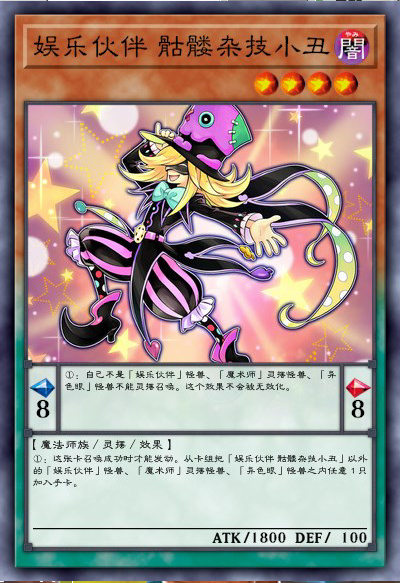 娱乐伙伴 骷髅杂技小丑
やみ
闇
①：自己不是「娱乐伙伴」怪兽、「魔术师」灵摆怪兽、「异
色眼」怪兽不能灵摆召唤。这个效果不会被无效化。
8
8
【魔法师族／灵摆／效果】
①：这张卡召唤成功时才能发动。从卡组把「娱乐伙伴 骷髅杂技小丑」以外
的「娱乐伙伴」怪兽、「魔术师」灵摆怪兽、「异色眼」怪兽之内任意1只
加入手卡。
ATK/1800 DEF/ 100